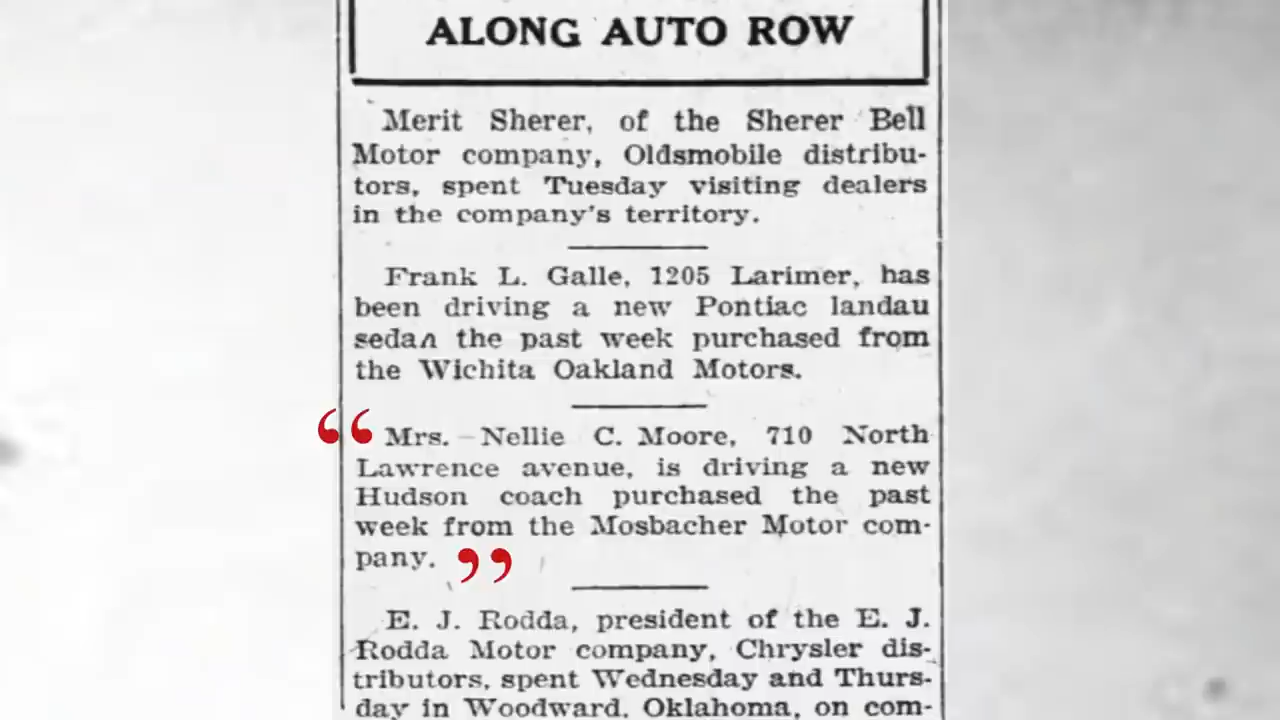 ALONG AUTO ROW
Merit Sherer, of the Sherer Bell
Motor company, Oldsmobile distribu-
tors, spent Tuesday visiting dealers
in the company's territory.
Frank L. Galle, 1205 Larimer, has
been driving a new Pontiac landau
sedan the past week purchased from
the Wichita Oakland Motors.
“ Mrs. Nellie C. Moore, 710 North
Lawrence avenue, is driving a new
Hudson coach purchased the past
week from the Mosbacher Motor com-
pany. ”
E. J. Rodda, president of the E. J.
Rodda Motor company, Chrysler dis-
tributors, spent Wednesday and Thurs-
day in Woodward, Oklahoma, on com-